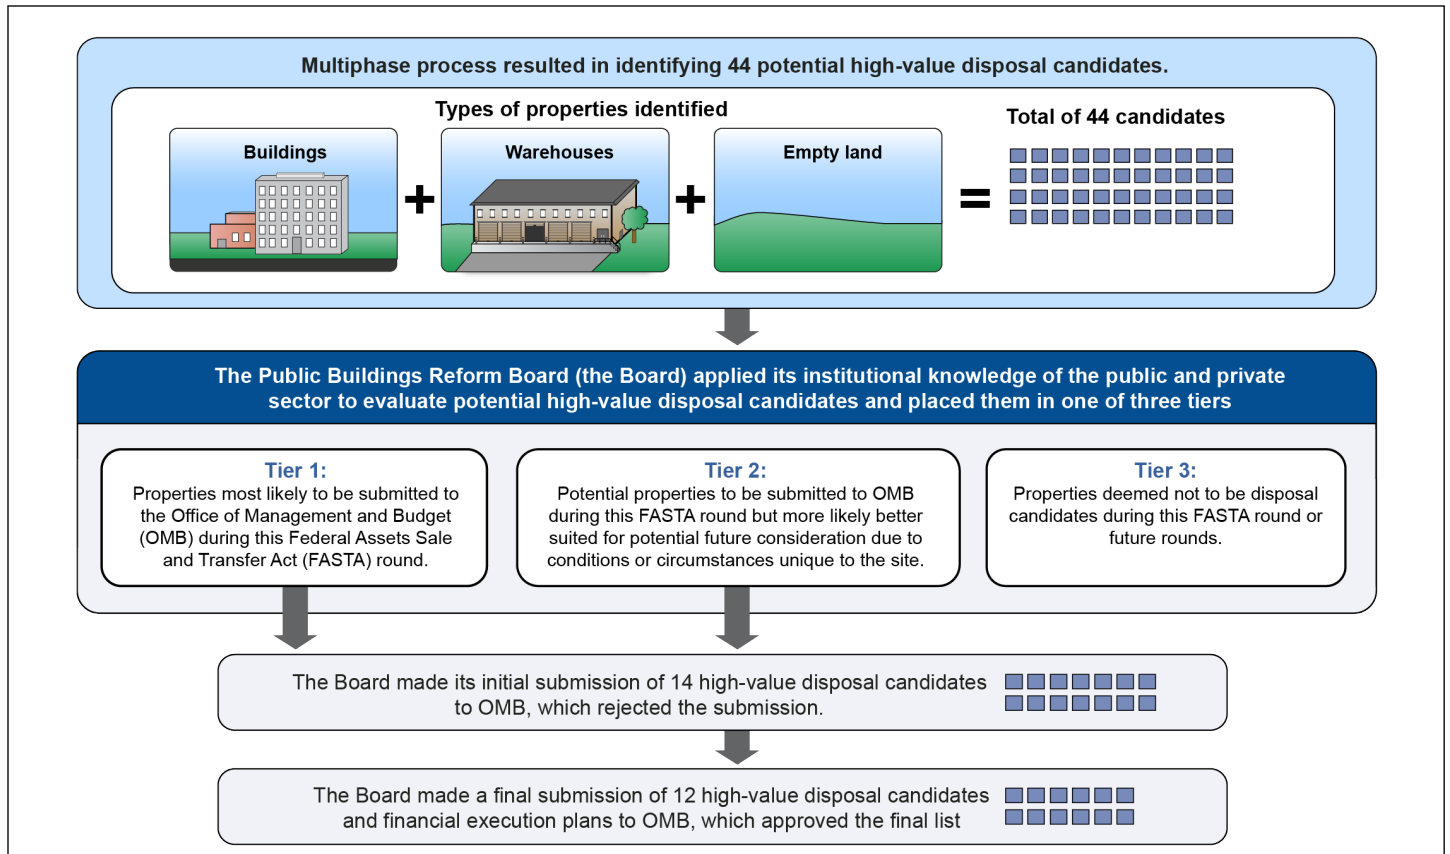 Multiphase process resulted in identifying 44 potential high-value disposal candidates.
Types of properties identified
Total of 44 candidates
Buildings
Warehouses
Empty land
+
+
=
The Public Buildings Reform Board (the Board) applied its institutional knowledge of the public and private
sector to evaluate potential high-value disposal candidates and placed them in one of three tiers
Tier 1:
Properties most likely to be submitted to
the Office of Management and Budget
(OMB) during this Federal Assets Sale
and Transfer Act (FASTA) round.
Tier 2:
Potential properties to be submitted to OMB
during this FASTA round but more likely better
suited for potential future consideration due to
conditions or circumstances unique to the site.
Tier 3:
Properties deemed not to be disposal
candidates during this FASTA round or
future rounds.
The Board made its initial submission of 14 high-value disposal candidates
to OMB, which rejected the submission.
The Board made a final submission of 12 high-value disposal candidates
and financial execution plans to OMB, which approved the final list